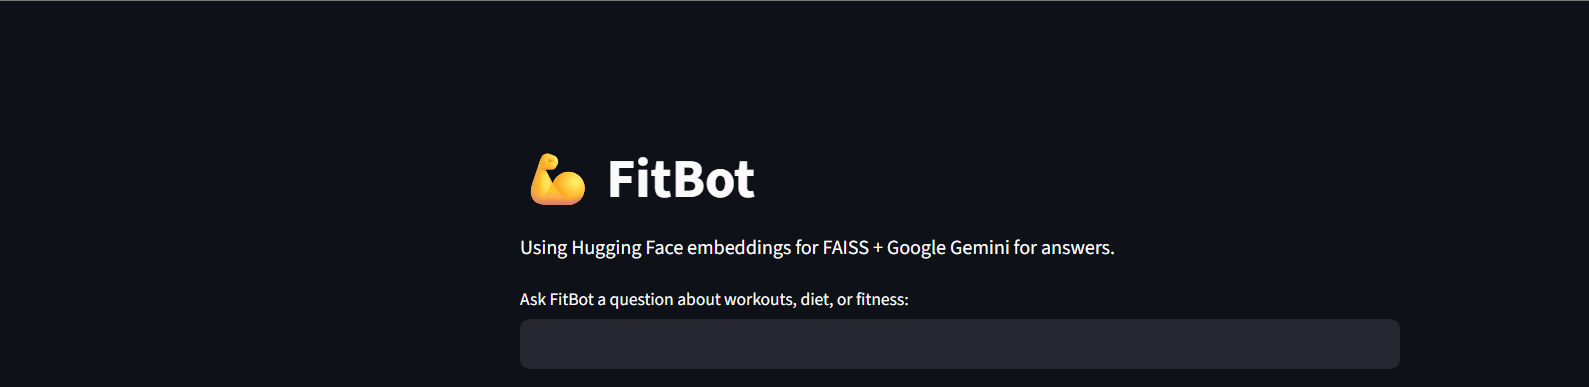 💪 FitBot
Using Hugging Face embeddings for FAISS + Google Gemini for answers.
Ask FitBot a question about workouts, diet, or fitness: